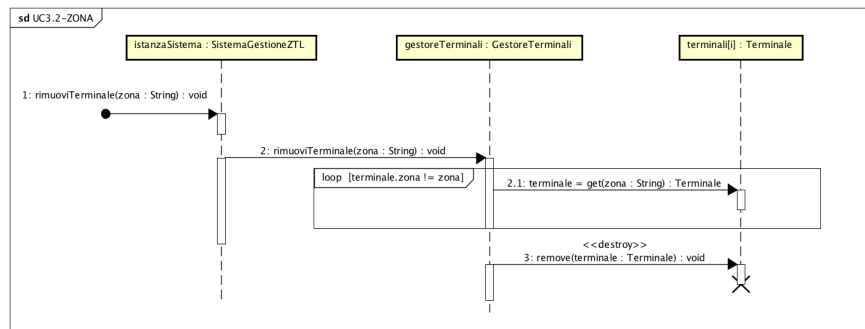 sd UC3.2-ZONA
istanzaSistema : SistemaGestioneZTL
gestoreTerminali : GestoreTerminali
terminali[i] : Terminale
1: rimuoviTerminale(zona : String) : void
2: rimuoviTerminale(zona : String) : void
loop [terminale.zona != zona]
2.1: terminale = get(zona : String) : Terminale
<<destroy>>
3: remove(terminale : Terminale) : void